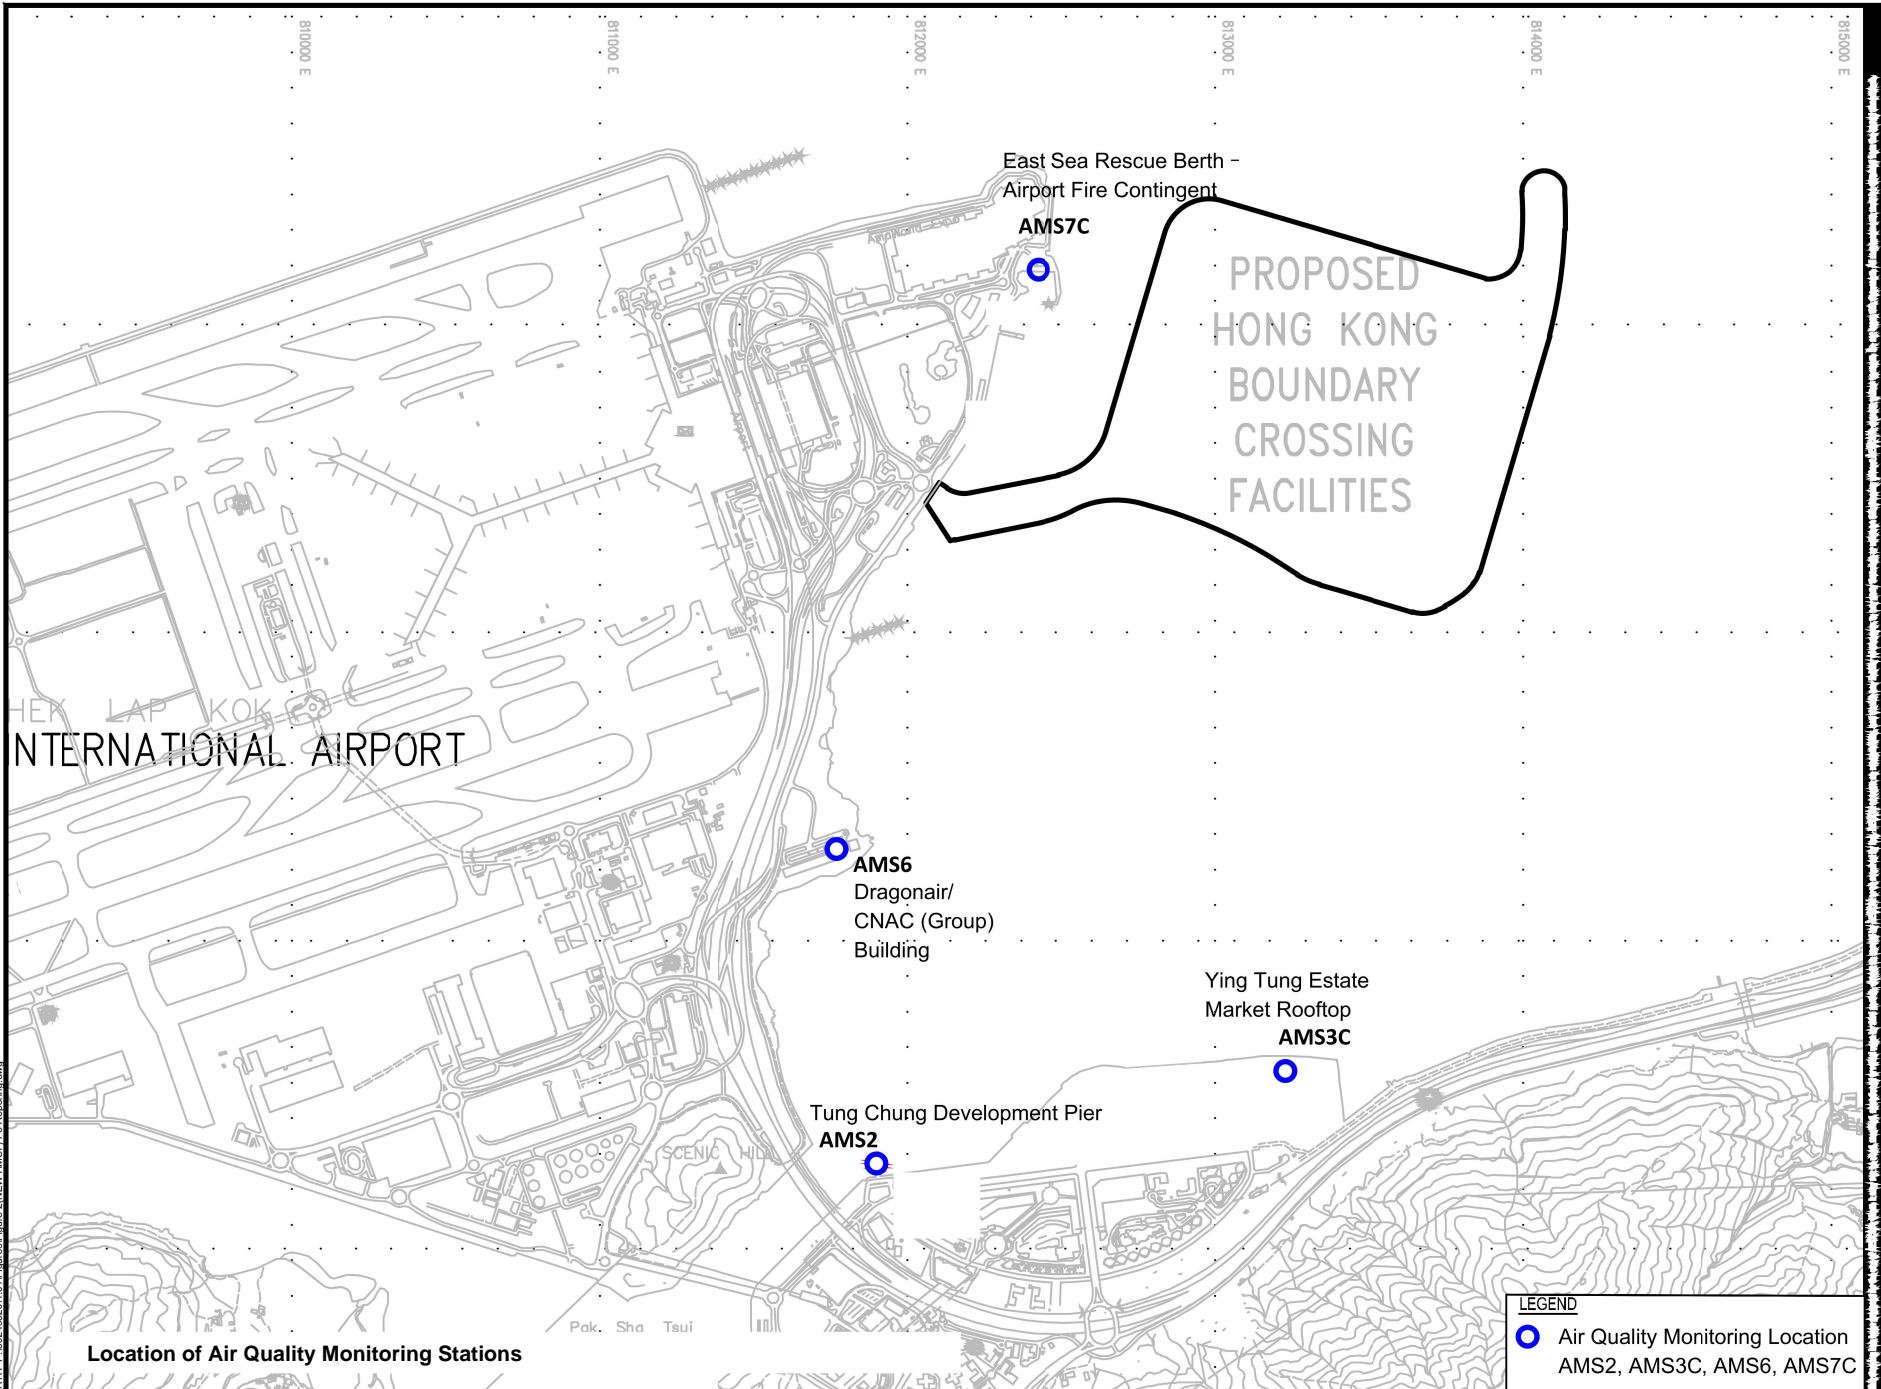 810000 E
811000 E
812000 E
813000 E
814000 E
815000 E
East Sea Rescue Berth –
Airport Fire Contingent
AMS7C
PROPOSED
HONG KONG
BOUNDARY
CROSSING
FACILITIES
Airport
HEK LAP KOK
INTERNATIONAL AIRPORT
AMS6
Dragonair/
CNAC (Group)
Building
Ying Tung Estate
Market Rooftop
AMS3C
Tung Chung Development Pier
AMS2
SCENIC HILL
Pak Sha Tsui
Location of Air Quality Monitoring Stations
LEGEND
Air Quality Monitoring Location
AMS2, AMS3C, AMS6, AMS7C